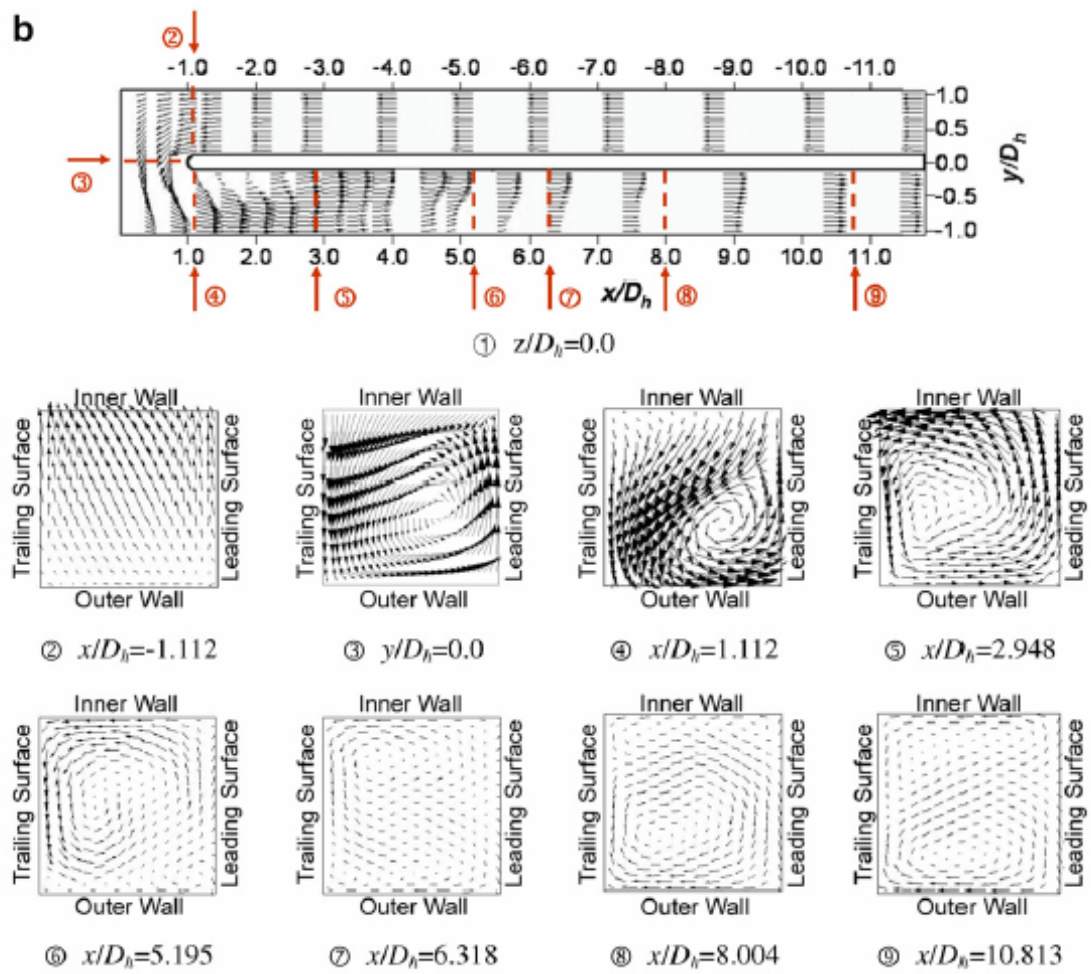 b
②
-1.0 -2.0 -3.0 -4.0 -5.0 -6.0 -7.0 -8.0 -9.0 -10.0 -11.0
1.0
0.5
0.0
-0.5
-1.0
y/Dh
③
1.0 2.0 3.0 4.0 5.0 6.0 7.0 8.0 9.0 10.0 11.0
④ ⑤ ⑥ ⑦ x/Dh ⑧ ⑨
① z/Dh=0.0
Inner Wall Inner Wall Inner Wall Inner Wall
Trailing Surface Leading Surface Trailing Surface Leading Surface Trailing Surface Leading Surface Trailing Surface Leading Surface
Outer Wall Outer Wall Outer Wall Outer Wall
② x/Dh=-1.112 ③ y/Dh=0.0 ④ x/Dh=1.112 ⑤ x/Dh=2.948
Inner Wall Inner Wall Inner Wall Inner Wall
Trailing Surface Leading Surface Trailing Surface Leading Surface Trailing Surface Leading Surface Trailing Surface Leading Surface
Outer Wall Outer Wall Outer Wall Outer Wall
⑥ x/Dh=5.195 ⑦ x/Dh=6.318 ⑧ x/Dh=8.004 ⑨ x/Dh=10.813